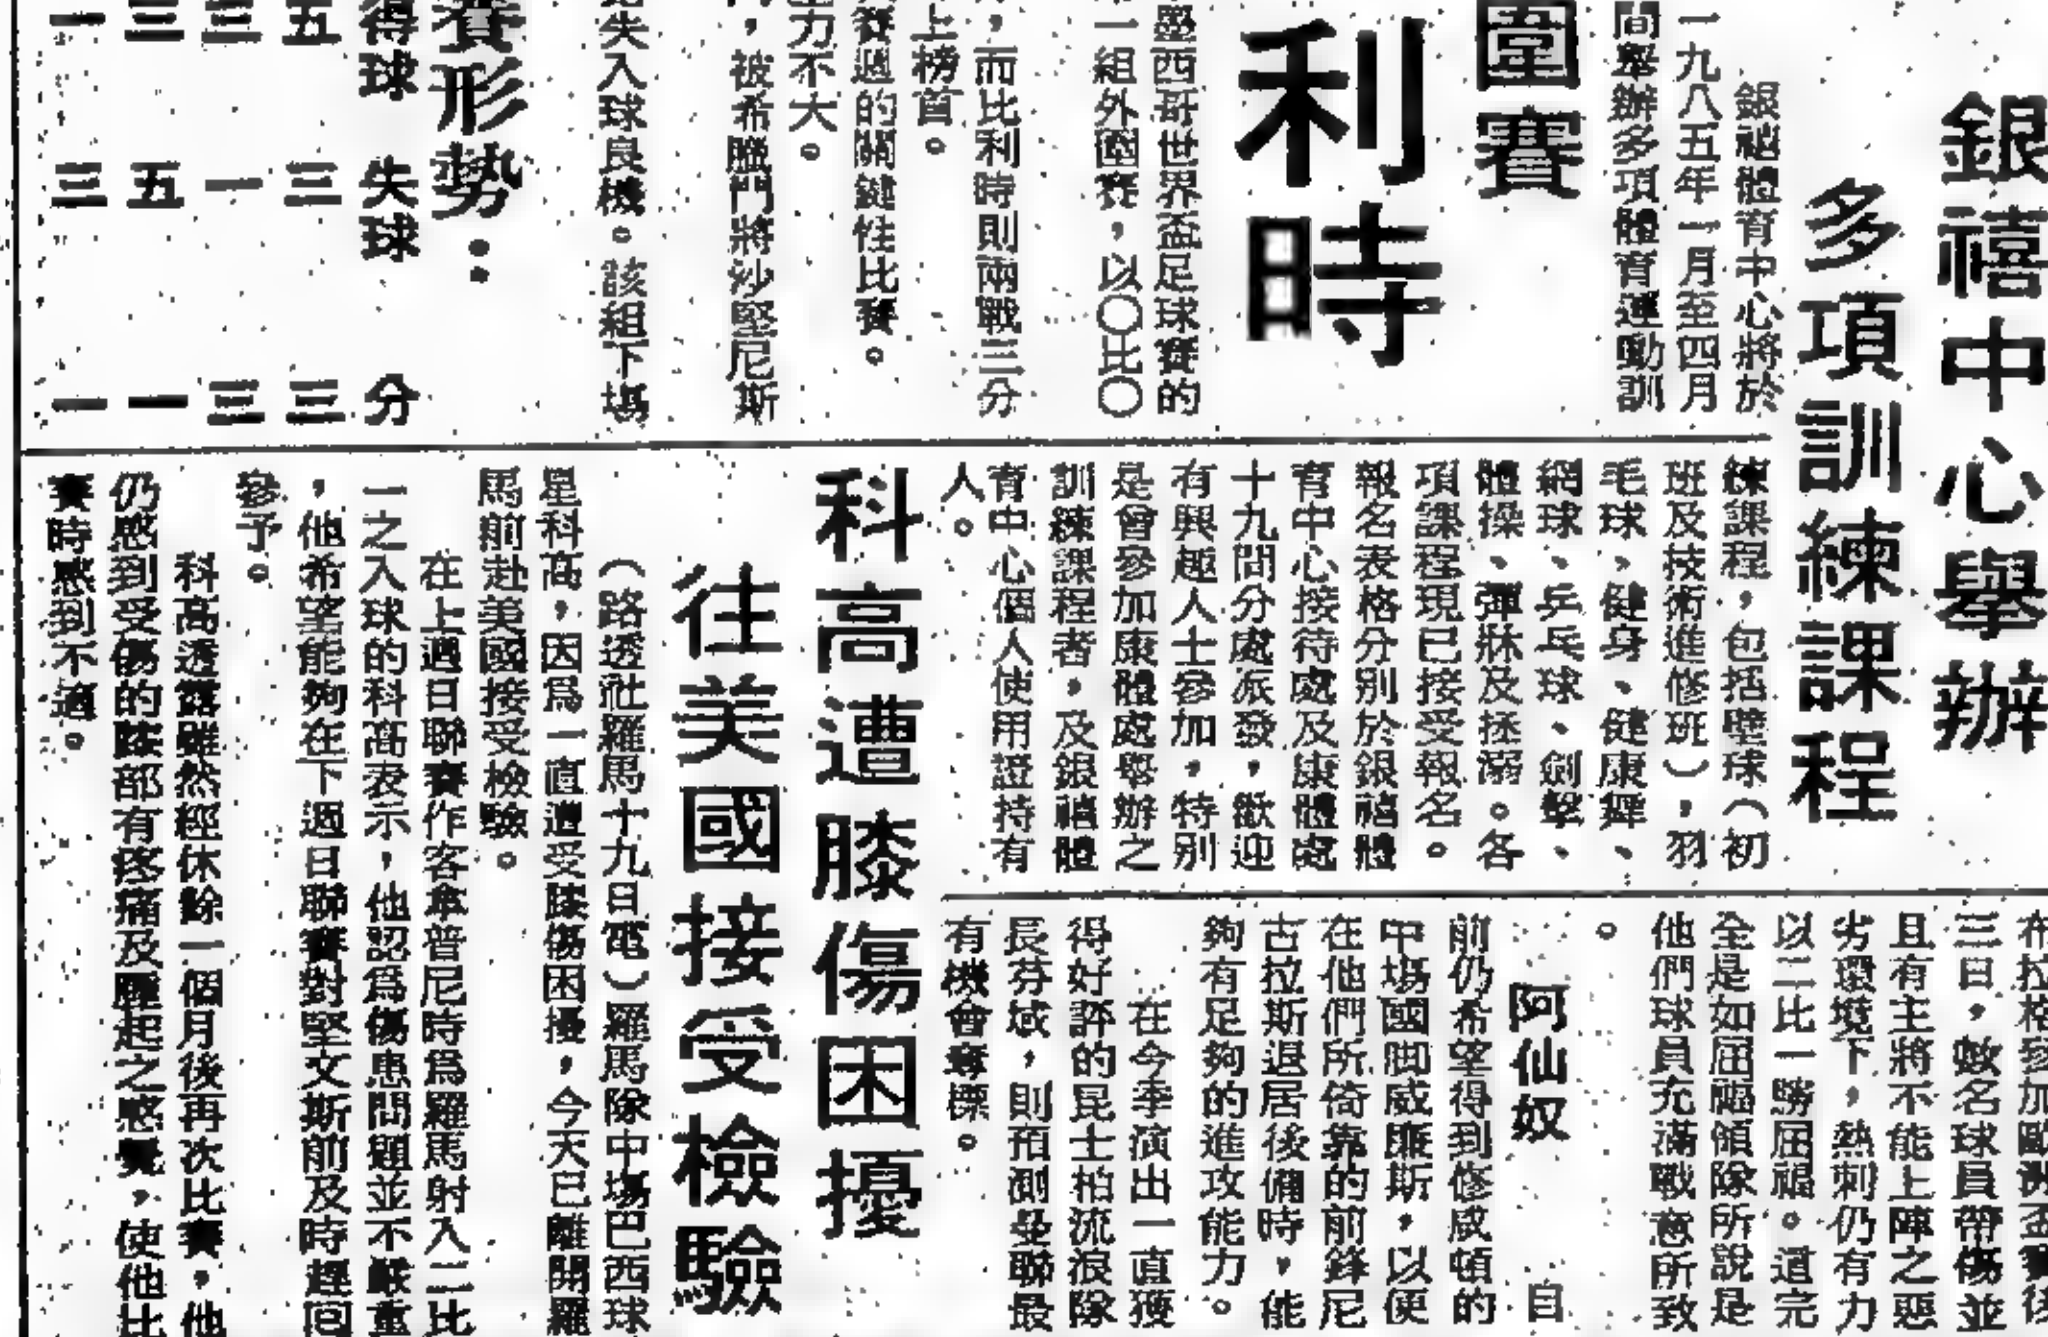 銀禧中心舉辦
多項訓練課程
銀禧體育中心將於
一九八五年一月至四月
間舉辦多項體育運動訓
練課程，包括壁球（初
班及技術進修班），羽
毛球、健身、健康舞、
網球、乒乓球、劍擊、
體操、彈牀及拯溺。各
項課程現已接受報名。
報名表格分別於銀禧體
育中心接待處及康體處
十九間分處派發，歡迎
有興趣人士參加，特別
是曾參加康體處舉辦之
訓練課程者，及銀禧體
育中心個人使用證持有
人。
圍賽
利時
墨西哥世界盃足球賽的
一組外圍賽，以〇比〇
，而比利時則兩戰三分
上榜首。
賽過的關鍵性比賽。
力不大。
，被希臘門將沙堅尼斯
失入球良機。該組下場
賽形勢：
得球 失球 分
五 三 三
三 一 三
三 五 一
一 三 一
科高遭膝傷困擾
往美國接受檢驗
（路透社羅馬十九日電）羅馬隊中場巴西球
星科高，因為一直遭受膝傷困擾，今天已離開羅
馬前赴美國接受檢驗。
在上週日聯賽作客拿普尼時為羅馬射入二比
一之入球的科高表示，他認為傷患問題並不嚴重
，他希望能夠在下週日聯賽對堅文斯前及時趕回
參予。
科高透露雖然經休餘一個月後再次比賽，他
仍感到受傷的膝部有疼痛及腫起之感覺，使他比
賽時感到不適。
布拉格參加歐洲盃賽後
三日，數名球員帶傷並
且有主將不能上陣之惡
劣環境下，熱刺仍有力
以二比一勝屈福。這完
全是如屈福領隊所說是
他們球員充滿戰意所致
。
阿仙奴 自
前仍希望得到修咸頓的
中場國脚威廉斯，以便
在他們所倚靠的前鋒尼
古拉斯退居後備時，能
夠有足夠的進攻能力。
在今季演出一直獲
得好評的昆士柏流浪隊
長芬域，則預測曼聯最
有機會奪標。